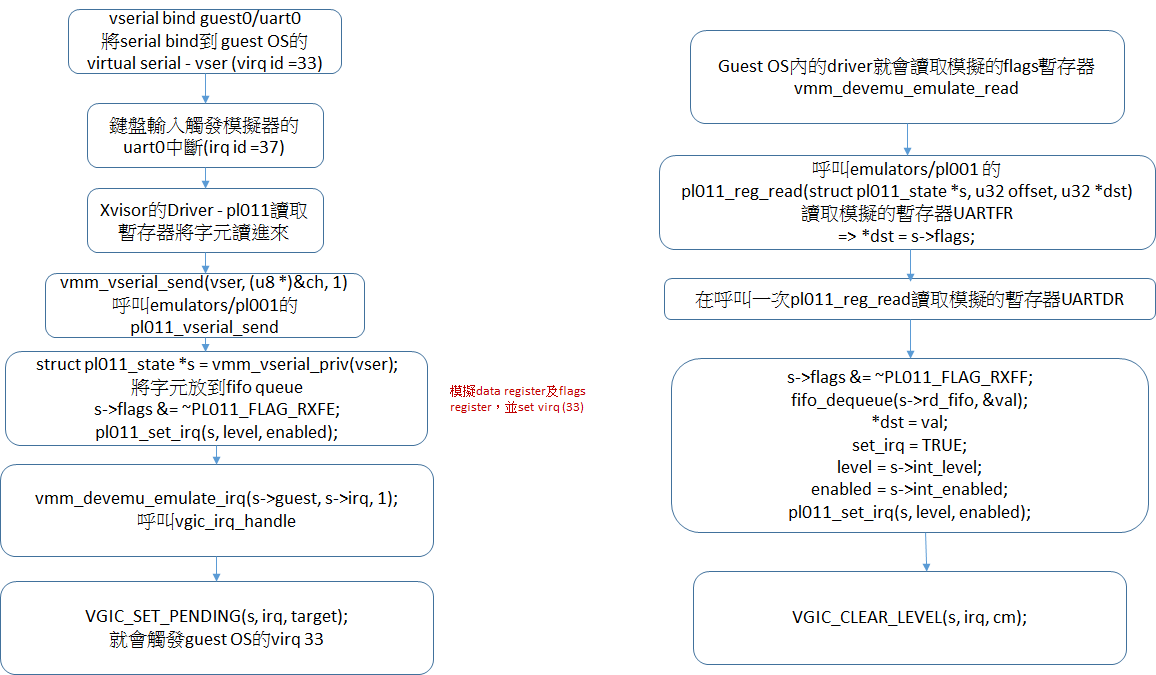 vserial bind guest0/uart0
將serial bind到 guest OS的
virtual serial - vser (virq id =33)
鍵盤輸入觸發模擬器的
uart0中斷(irq id =37)
Xvisor的Driver - pl011讀取
暫存器將字元讀進來
vmm_vserial_send(vser, (u8 *)&ch, 1)
呼叫emulators/pl001的
pl011_vserial_send
struct pl011_state *s = vmm_vserial_priv(vser);
將字元放到fifo queue
s->flags &= ~PL011_FLAG_RXFE;
pl011_set_irq(s, level, enabled);
模擬data register及flags
register，並set virq (33)
vmm_devemu_emulate_irq(s->guest, s->irq, 1);
呼叫vgic_irq_handle
VGIC_SET_PENDING(s, irq, target);
就會觸發guest OS的virq 33
Guest OS內的driver就會讀取模擬的flags暫存器
vmm_devemu_emulate_read
呼叫emulators/pl001 的
pl011_reg_read(struct pl011_state *s, u32 offset, u32 *dst)
讀取模擬的暫存器UARTFR
=> *dst = s->flags;
在呼叫一次pl011_reg_read讀取模擬的暫存器UARTDR
s->flags &= ~PL011_FLAG_RXFF;
fifo_dequeue(s->rd_fifo, &val);
*dst = val;
set_irq = TRUE;
level = s->int_level;
enabled = s->int_enabled;
pl011_set_irq(s, level, enabled);
VGIC_CLEAR_LEVEL(s, irq, cm);